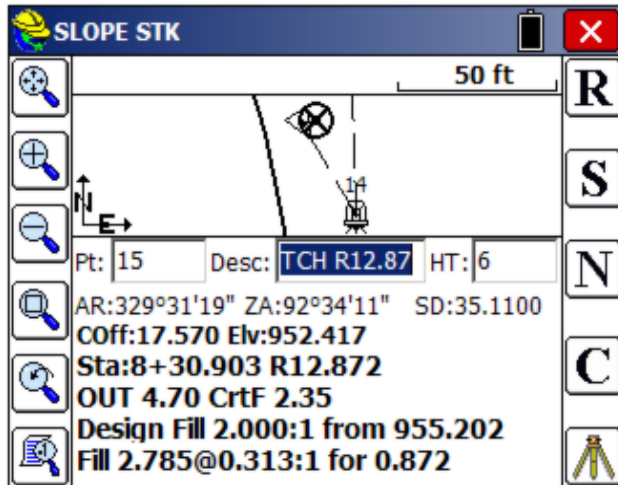 SLOPE STK
50 ft
R
S
N
C
14
N
E
Pt: 15 Desc: TCH R12.87 HT: 6
AR:329°31'19" ZA:92°34'11" SD:35.1100
COff:17.570 Elv:952.417
Sta:8+30.903 R12.872
OUT 4.70 CrtF 2.35
Design Fill 2.000:1 from 955.202
Fill 2.785@0.313:1 for 0.872